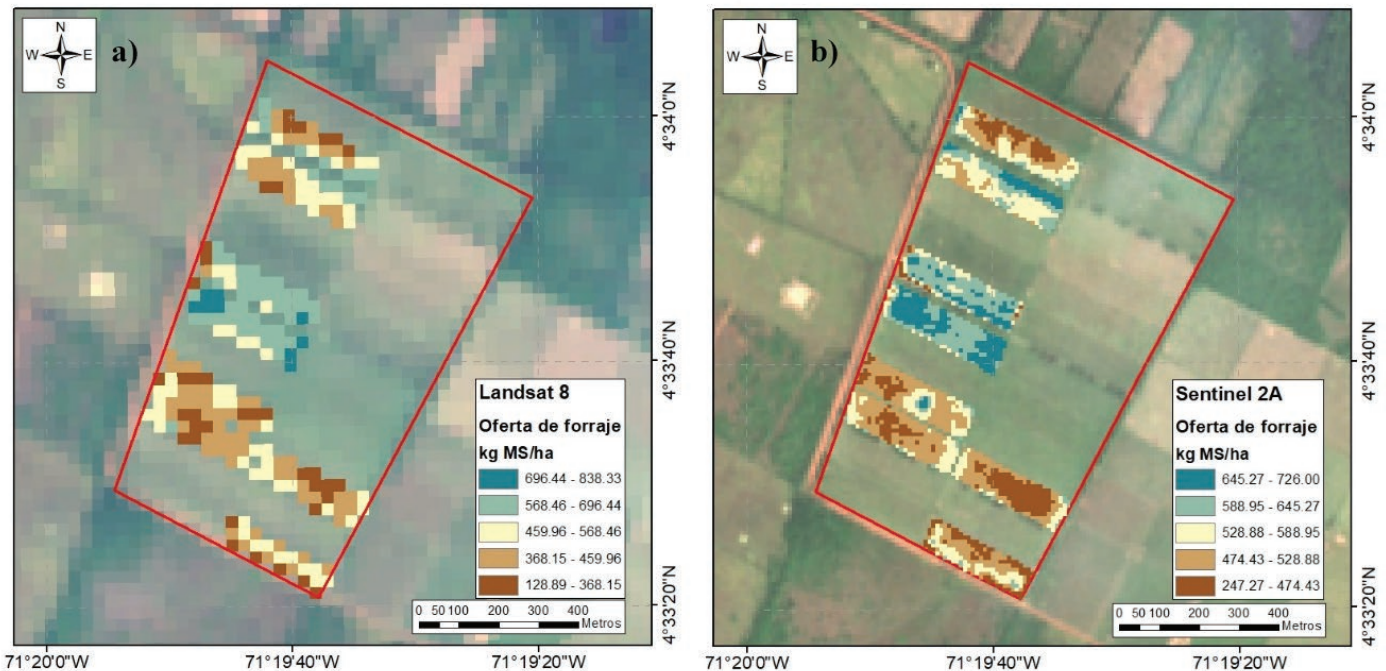 N
W E
S
a)
Landsat 8
Oferta de forraje
kg MS/ha
696.44 - 838.33
568.46 - 696.44
459.96 - 568.46
368.15 - 459.96
128.89 - 368.15
0 50 100 200 300 400
Metros
4°34'0"N
4°33'40"N
4°33'20"N
71°20'0"W
71°19'40"W
71°19'20"W
N
W E
S
b)
Sentinel 2A
Oferta de forraje
kg MS/ha
645.27 - 726.00
588.95 - 645.27
528.88 - 588.95
474.43 - 528.88
247.27 - 474.43
0 50 100 200 300 400
Metros
4°34'0"N
4°33'40"N
4°33'20"N
71°20'0"W
71°19'40"W
71°19'20"W